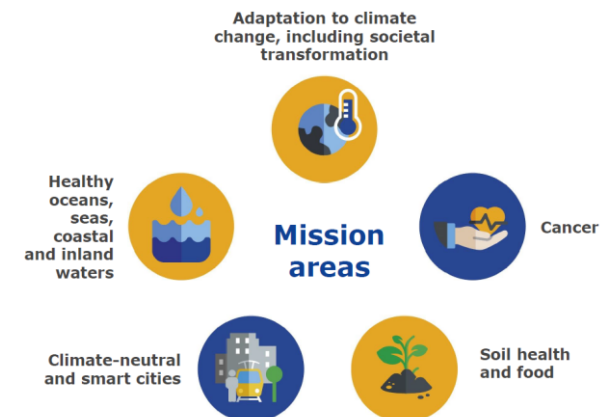 Adaptation to climate
change, including societal
transformation
Healthy
oceans,
seas,
coastal
and inland
waters
Mission
areas
Cancer
Climate-neutral
and smart cities
Soil health
and food